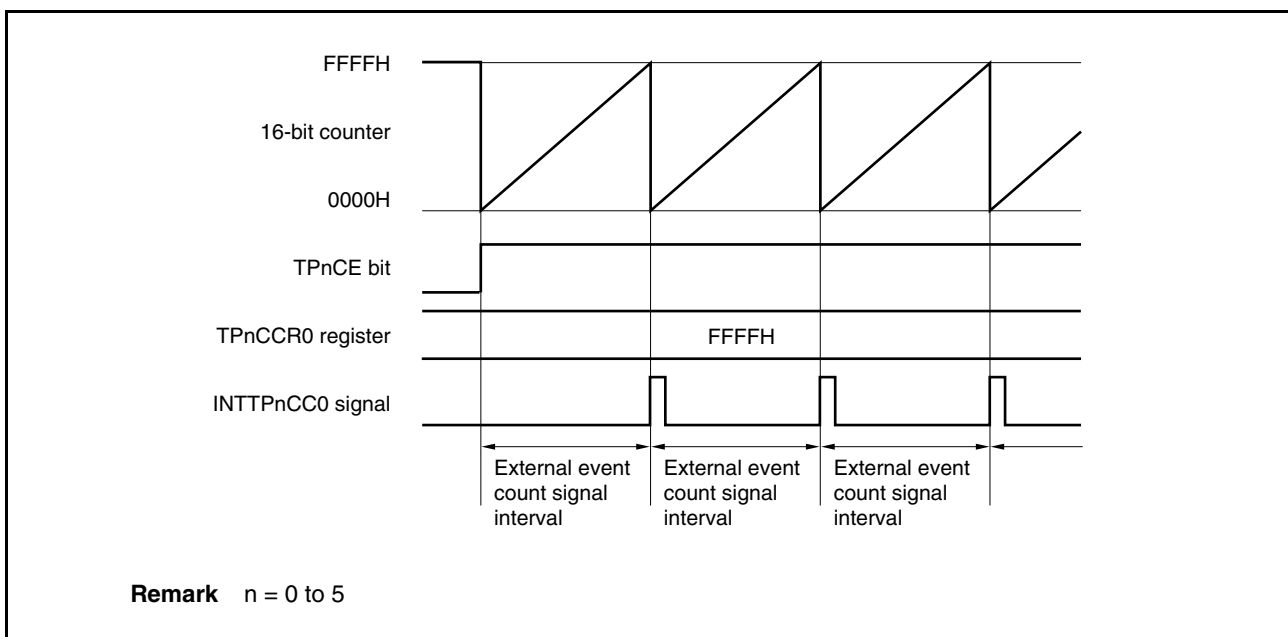 FFFFH
16-bit counter
0000H
TPnCE bit
TPnCCR0 register
FFFFH
INTTPnCC0 signal
External event
count signal
interval
External event
count signal
interval
External event
count signal
interval
Remark n = 0 to 5